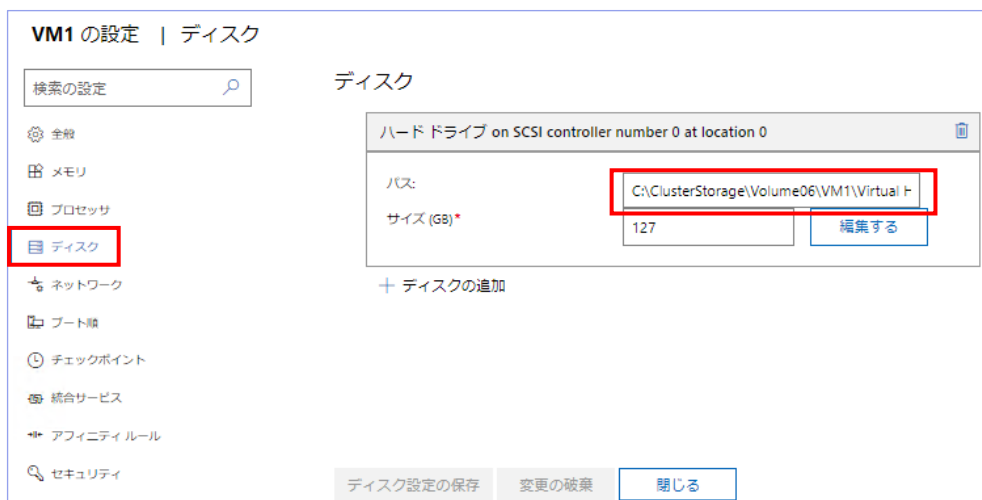 VM1 の設定 | ディスク
検索の設定
全般
メモリ
プロセッサ
ディスク
ネットワーク
ブート順
チェックポイント
統合サービス
アフィニティ ルール
セキュリティ
ディスク
ハード ドライブ on SCSI controller number 0 at location 0
パス:
C:\ClusterStorage\Volume06\VM1\Virtual H
サイズ (GB)*
127
編集する
ディスクの追加
ディスク設定の保存
変更の破棄
閉じる